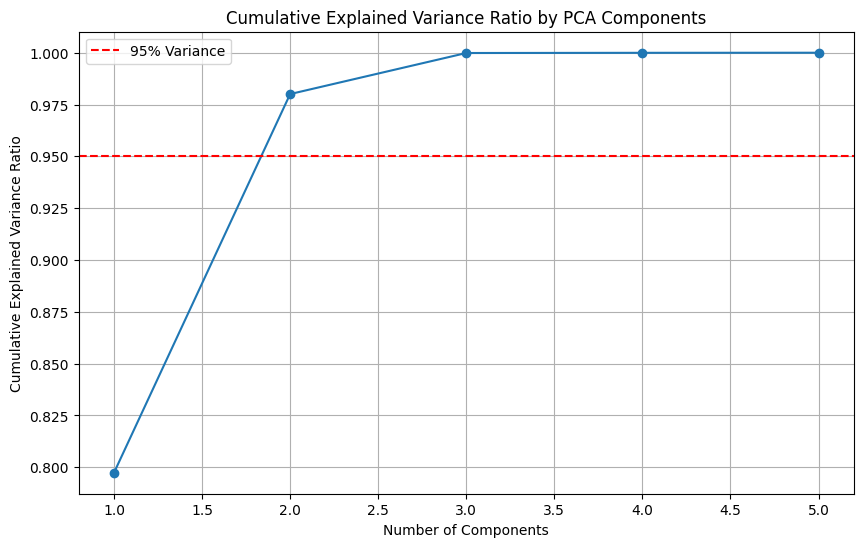 Cumulative Explained Variance Ratio by PCA Components
95% Variance
Cumulative Explained Variance Ratio
1.000
0.975
0.950
0.925
0.900
0.875
0.850
0.825
0.800
1.0 1.5 2.0 2.5 3.0 3.5 4.0 4.5 5.0
Number of Components